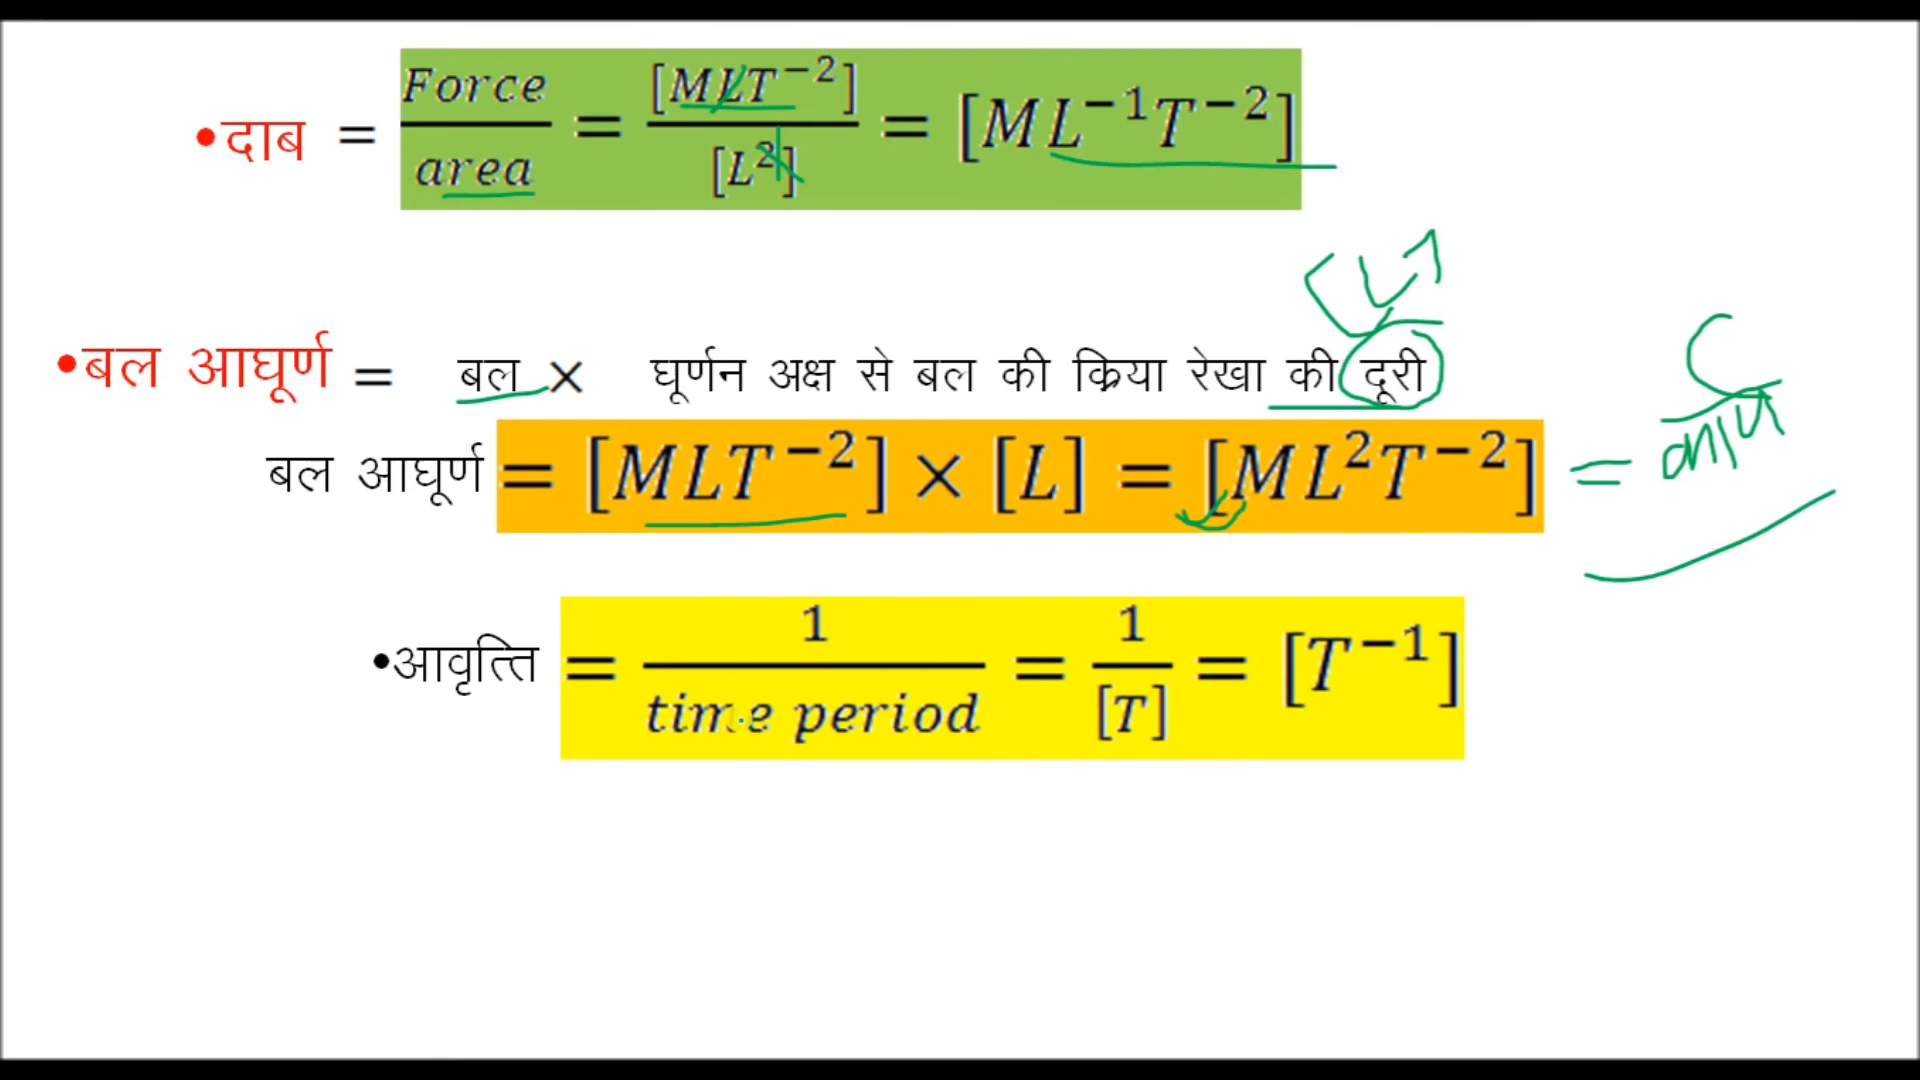 •दाब = Force/area = [MLT⁻²]/[L²] = [ML⁻¹T⁻²]
•बल आघूर्ण = बल × घूर्णन अक्ष से बल की क्रिया रेखा की दूरी
बल आघूर्ण = [MLT⁻²] × [L] = [ML²T⁻²] =
•आवृत्ति = 1/time period = 1/[T] = [T⁻¹]